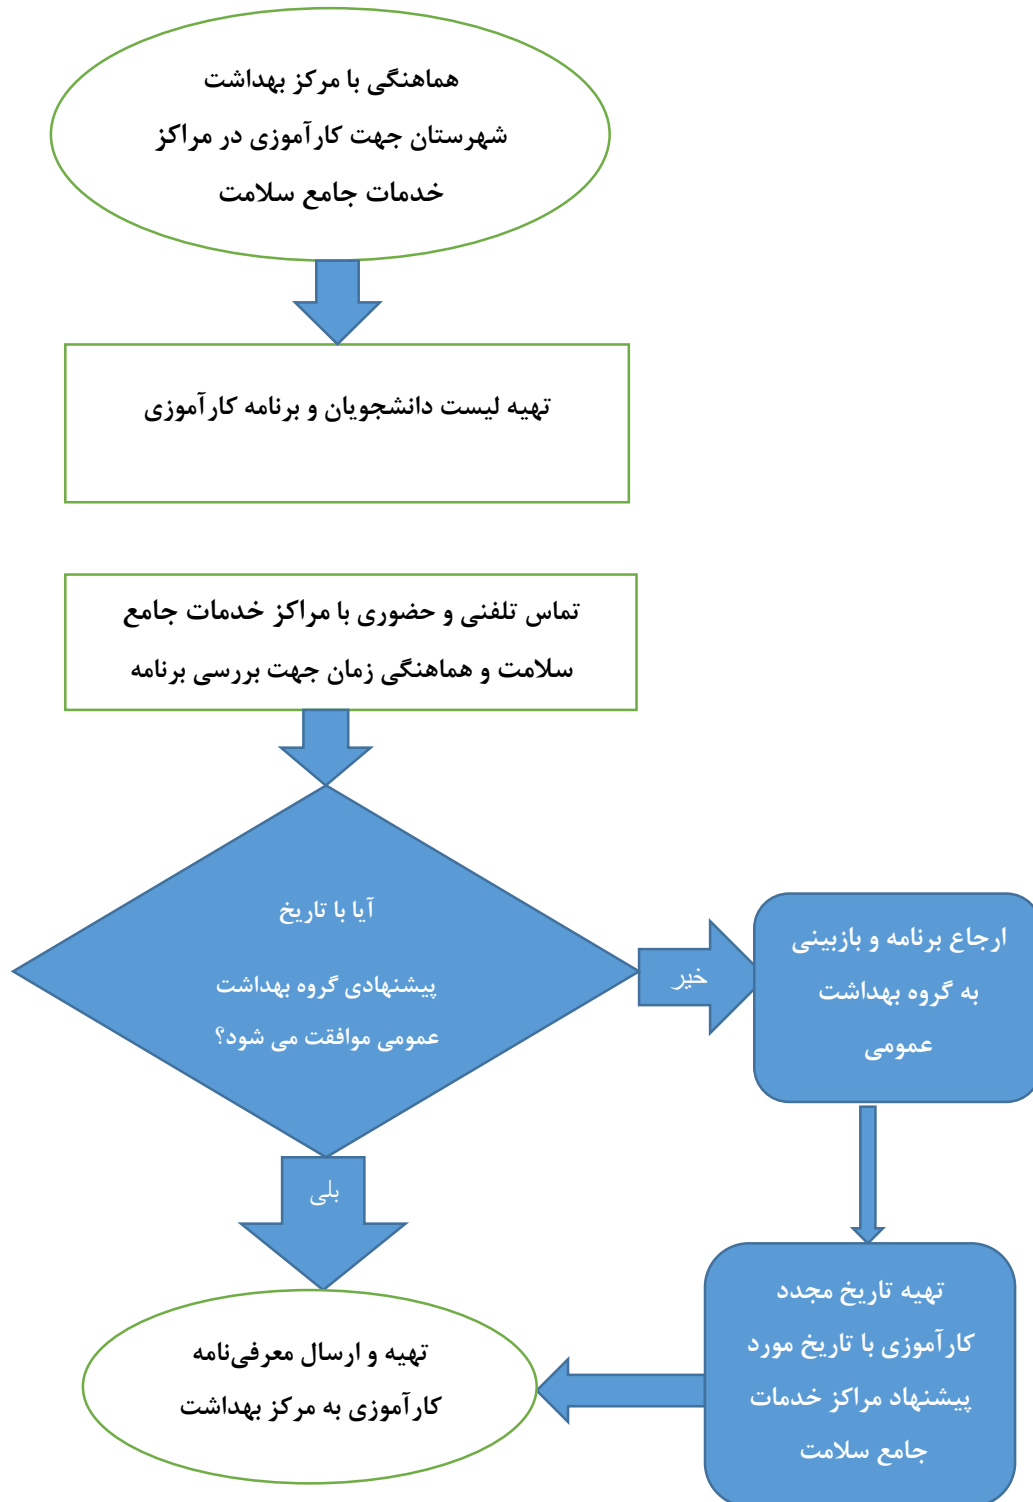 هماهنگی با مرکز بهداشت
شهرستان جهت کارآموزی در مراکز
خدمات جامع سلامت
تهیه لیست دانشجویان و برنامه کارآموزی
تماس تلفنی و حضوری با مراکز خدمات جامع
سلامت و هماهنگی زمان جهت بررسی برنامه
آیا با تاریخ
پیشنهادی گروه بهداشت
عمومی موافقت می شود؟
خیر
ارجاع برنامه و بازبینی
به گروه بهداشت
عمومی
بلی
تهیه تاریخ مجدد
کارآموزی با تاریخ مورد
پیشنهاد مراکز خدمات
جامع سلامت
تهیه و ارسال معرفی‌نامه
کارآموزی به مرکز بهداشت